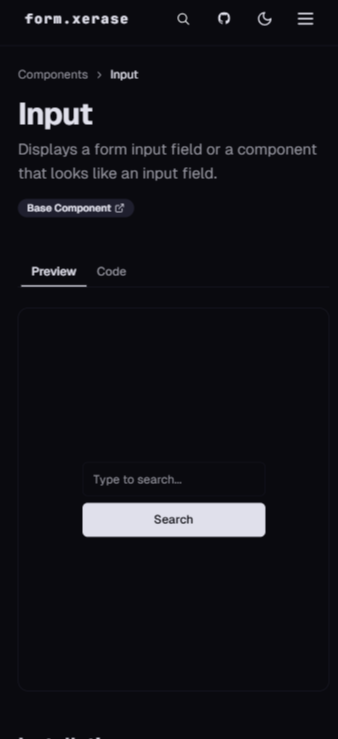 form.xerase
Components > Input
Input
Displays a form input field or a component
that looks like an input field.
Base Component
Preview Code
Type to search...
Search